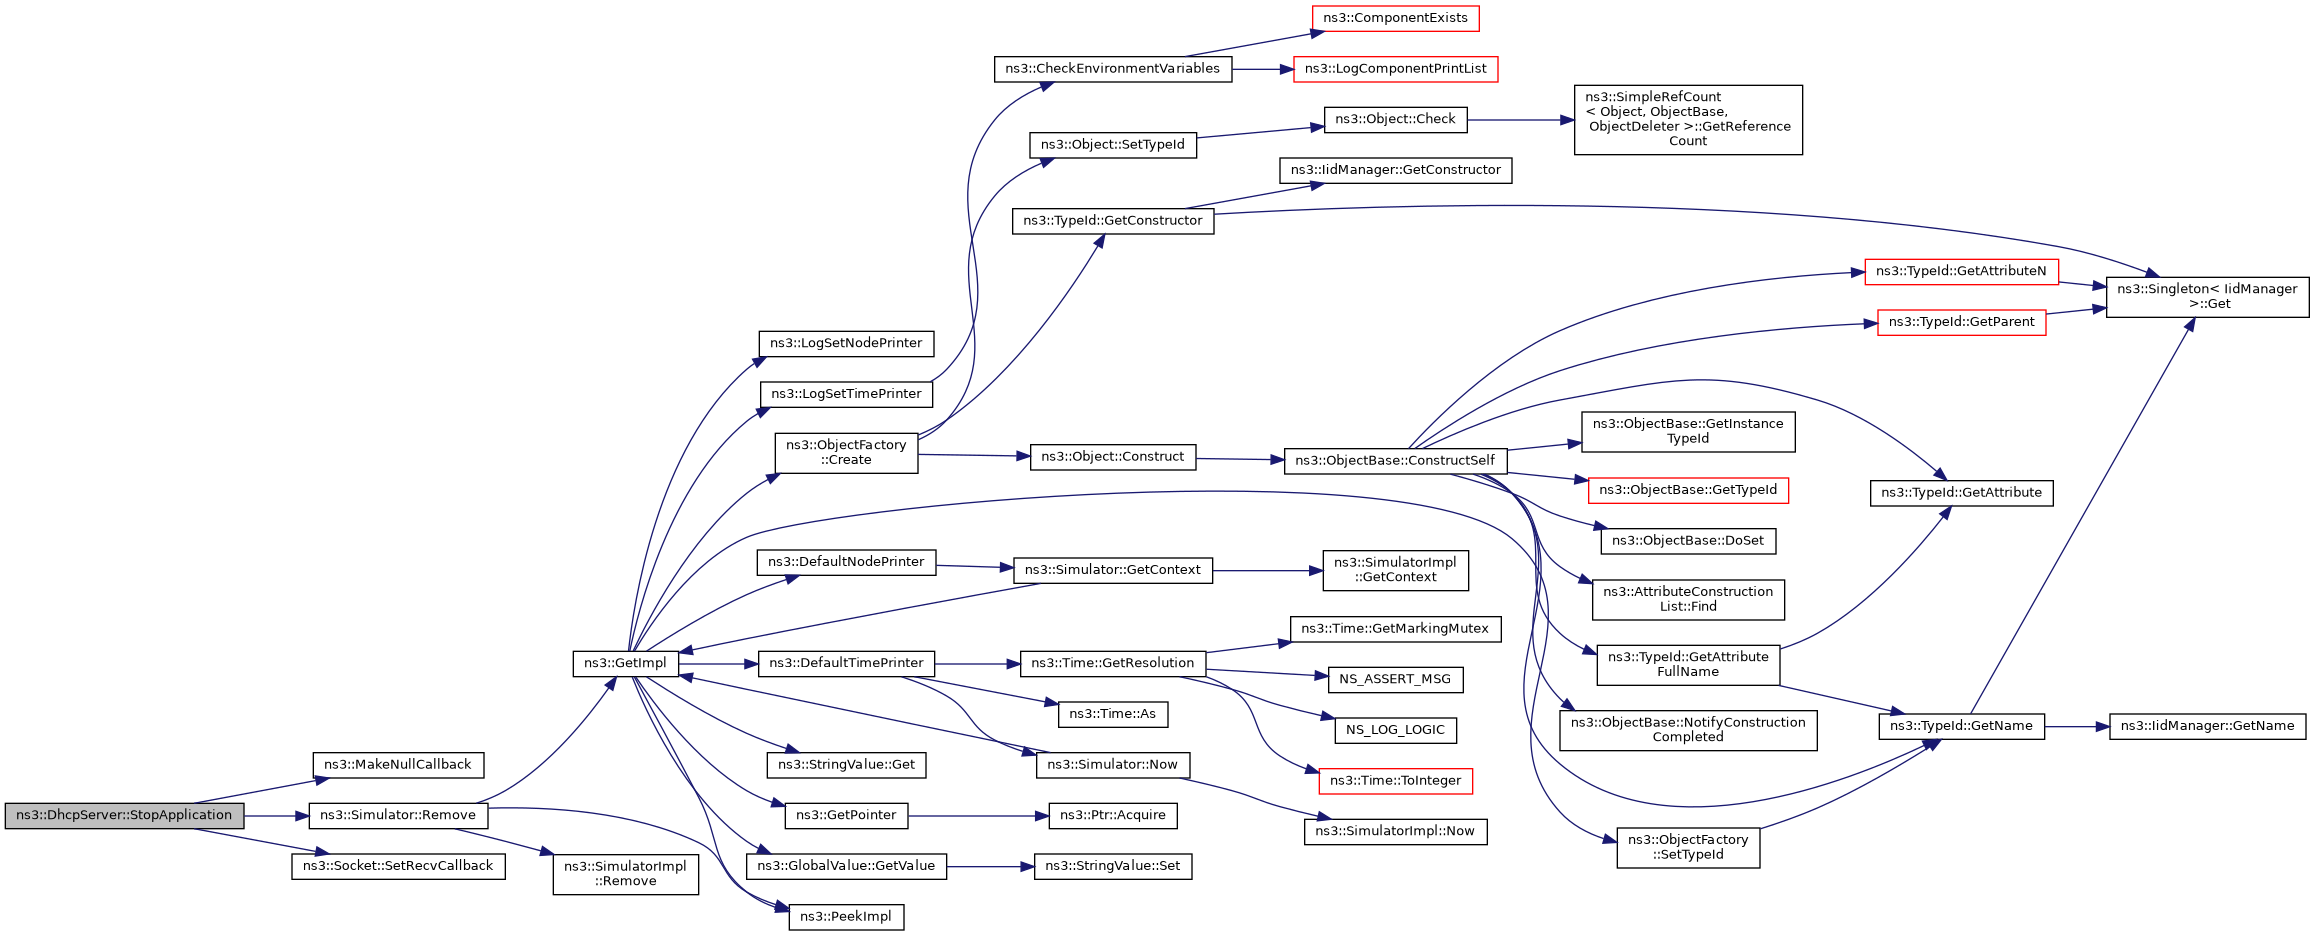 ns3::ComponentExists
ns3::CheckEnvironmentVariables
ns3::LogComponentPrintList
ns3::SimpleRefCount
< Object, ObjectBase,
ObjectDeleter >::GetReference
Count
ns3::Object::Check
ns3::Object::SetTypeId
ns3::IidManager::GetConstructor
ns3::TypeId::GetConstructor
ns3::TypeId::GetAttributeN
ns3::Singleton< IidManager
>::Get
ns3::TypeId::GetParent
ns3::LogSetNodePrinter
ns3::LogSetTimePrinter
ns3::ObjectFactory
::Create
ns3::Object::Construct
ns3::ObjectBase::ConstructSelf
ns3::ObjectBase::GetInstance
TypeId
ns3::ObjectBase::GetTypeId
ns3::TypeId::GetAttribute
ns3::ObjectBase::DoSet
ns3::DefaultNodePrinter
ns3::Simulator::GetContext
ns3::SimulatorImpl
::GetContext
ns3::AttributeConstruction
List::Find
ns3::Time::GetMarkingMutex
ns3::GetImpl
ns3::DefaultTimePrinter
ns3::Time::GetResolution
ns3::TypeId::GetAttribute
FullName
NS_ASSERT_MSG
ns3::Time::As
NS_LOG_LOGIC
ns3::ObjectBase::NotifyConstruction
Completed
ns3::TypeId::GetName
ns3::IidManager::GetName
ns3::MakeNullCallback
ns3::StringValue::Get
ns3::Simulator::Now
ns3::Time::ToInteger
ns3::DhcpServer::StopApplication
ns3::Simulator::Remove
ns3::GetPointer
ns3::Ptr::Acquire
ns3::SimulatorImpl::Now
ns3::ObjectFactory
::SetTypeId
ns3::Socket::SetRecvCallback
ns3::SimulatorImpl
::Remove
ns3::GlobalValue::GetValue
ns3::StringValue::Set
ns3::PeekImpl